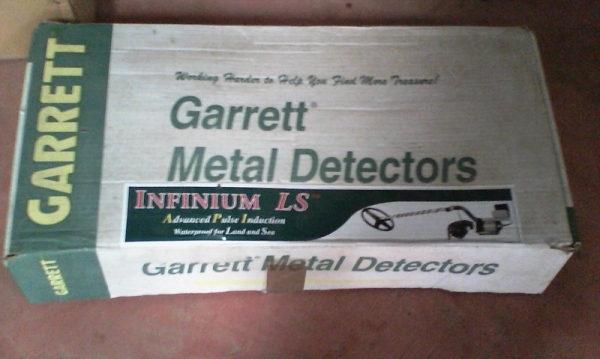 GARRETT
Working Harder to Help You Find More Treasure!
Garrett®
Metal Detectors
INFINIUM LS™
Advanced Pulse Induction
Waterproof for Land and Sea
GARRETT
Garrett Metal Detectors